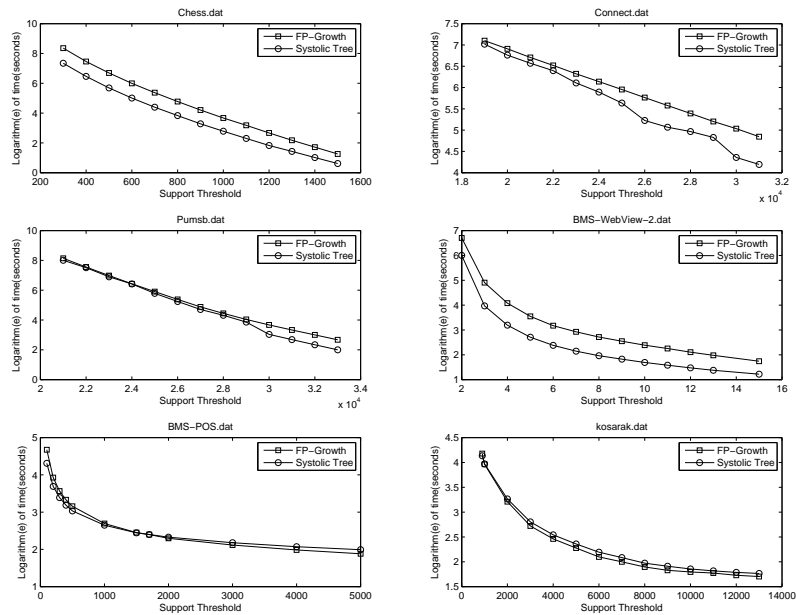 Chess.dat
10
8
6
4
2
0
200 400 600 800 1000 1200 1400 1600
Support Threshold
Logarithm(e) of time(seconds)
FP−Growth
Systolic Tree
Connect.dat
7.5
7
6.5
6
5.5
5
4.5
4
1.8 2 2.2 2.4 2.6 2.8 3 3.2
x 10^4
Support Threshold
Logarithm(e) of time(seconds)
FP−Growth
Systolic Tree
Pumsb.dat
10
8
6
4
2
0
2 2.2 2.4 2.6 2.8 3 3.2 3.4
x 10^4
Support Threshold
Logarithm(e) of time(seconds)
FP−Growth
Systolic Tree
BMS−WebView−2.dat
7
6
5
4
3
2
1
2 4 6 8 10 12 14 16
Support Threshold
Logarithm(e) of time(seconds)
FP−Growth
Systolic Tree
BMS−POS.dat
5
4
3
2
1
0 1000 2000 3000 4000 5000
Support Threshold
Logarithm(e) of time(seconds)
FP−Growth
Systolic Tree
kosarak.dat
4.5
4
3.5
3
2.5
2
1.5
0 2000 4000 6000 8000 10000 12000 14000
Support Threshold
Logarithm(e) of time(seconds)
FP−Growth
Systolic Tree